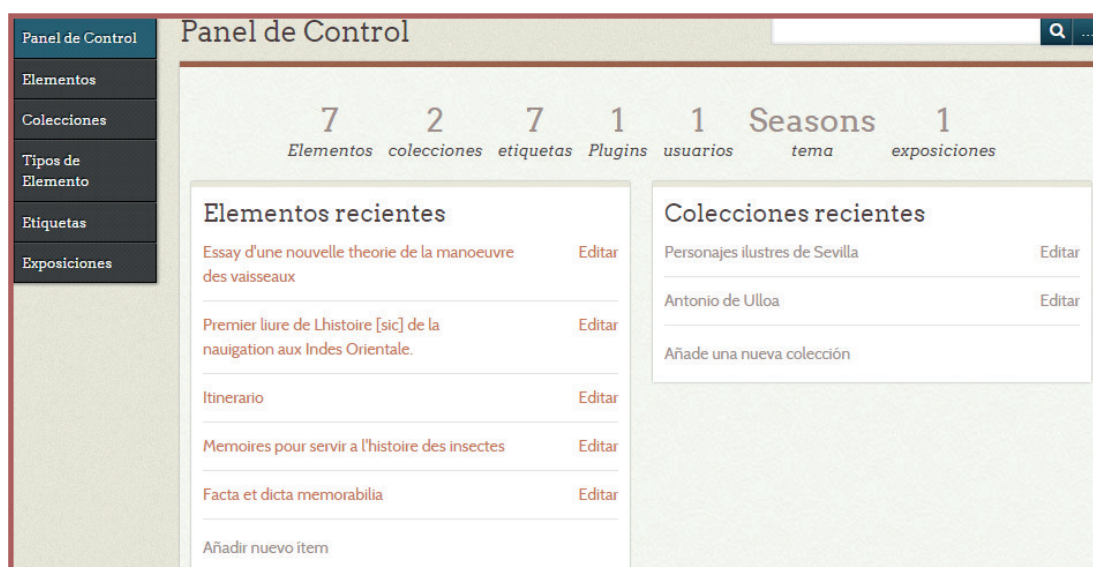 Panel de Control
Elementos
Colecciones
Tipos de
Elemento
Etiquetas
Exposiciones
Panel de Control
...
7 2 7 1 1 Seasons 1
Elementos colecciones etiquetas Plugins usuarios tema exposiciones
Elementos recientes
Essay d'une nouvelle theorie de la manoeuvre Editar
des vaisseaux
Premier liure de Lhistoire [sic] de la Editar
nauigation aux Indes Orientale.
Itinerario Editar
Memoires pour servir a l'histoire des insectes Editar
Facta et dicta memorabilia Editar
Añadir nuevo ítem
Colecciones recientes
Personajes ilustres de Sevilla Editar
Antonio de Ulloa Editar
Añade una nueva colección